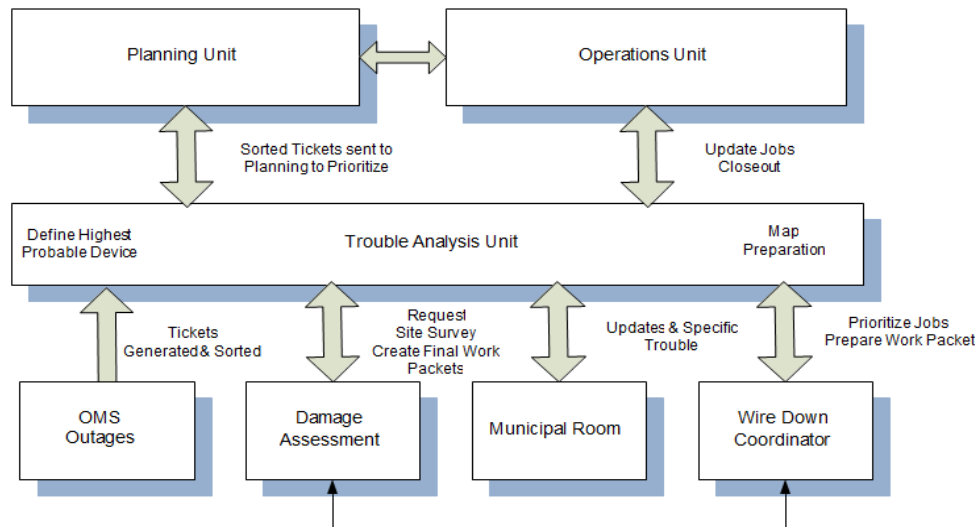 Planning Unit
Operations Unit
Sorted Tickets sent to
Planning to Prioritize
Update Jobs
Closeout
Define Highest
Probable Device
Trouble Analysis Unit
Map
Preparation
Tickets
Generated & Sorted
Request
Site Survey
Create Final Work
Packets
Updates & Specific
Trouble
Prioritize Jobs
Prepare Work Packet
OMS
Outages
Damage
Assessment
Municipal Room
Wire Down
Coordinator